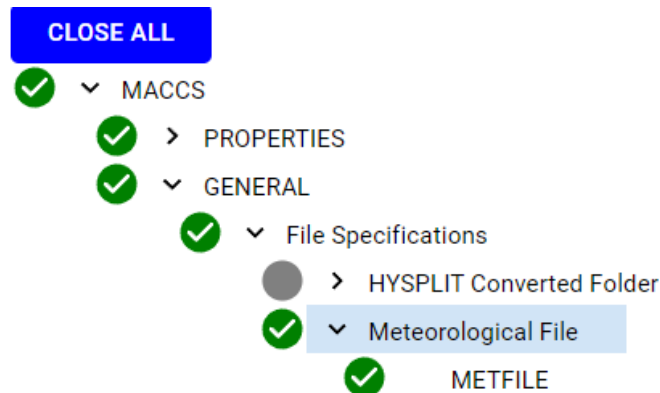 CLOSE ALL
MACCS
PROPERTIES
GENERAL
File Specifications
HYSPLIT Converted Folder
Meteorological File
METFILE